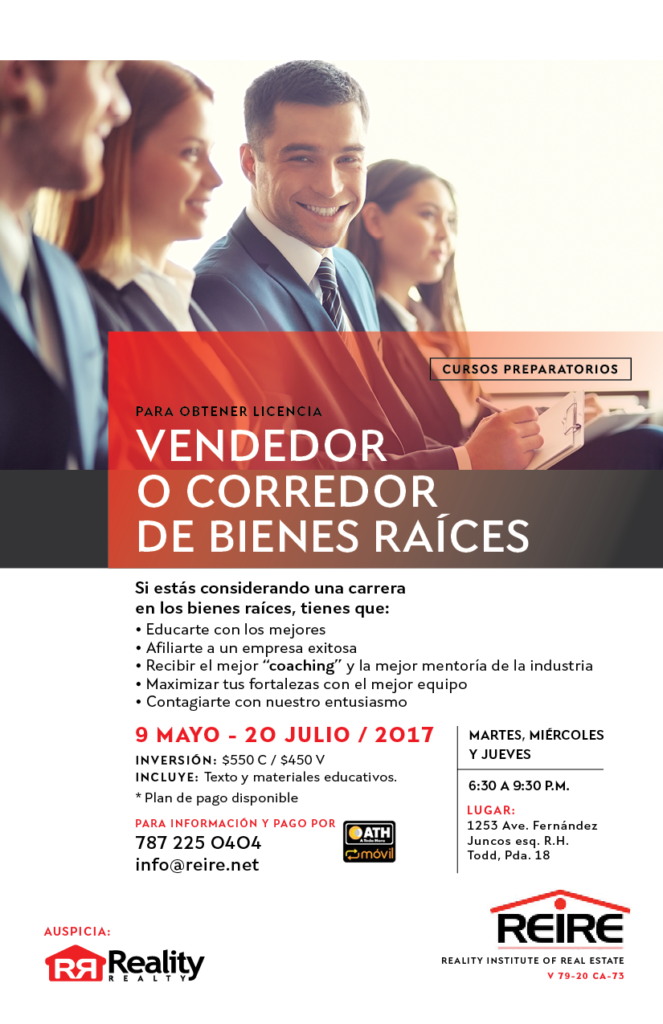 CURSOS PREPARATORIOS
PARA OBTENER LICENCIA
VENDEDOR
O CORREDOR
DE BIENES RAÍCES
Si estás considerando una carrera
en los bienes raíces, tienes que:
• Educarte con los mejores
• Afiliarte a un empresa exitosa
• Recibir el mejor “coaching” y la mejor mentoría de la industria
• Maximizar tus fortalezas con el mejor equipo
• Contagiarte con nuestro entusiasmo
9 MAYO - 20 JULIO / 2017
INVERSIÓN: $550 C / $450 V
INCLUYE: Texto y materiales educativos.
* Plan de pago disponible
PARA INFORMACIÓN Y PAGO POR
787 225 0404
info@reire.net
ATH
móvil
MARTES, MIÉRCOLES
Y JUEVES
6:30 A 9:30 P.M.
LUGAR:
1253 Ave. Fernández
Juncos esq. R.H.
Todd, Pda. 18
AUSPICIA:
RR Reality
REALTY
REIRE
REALITY INSTITUTE OF REAL ESTATE
V 79-20 CA-73